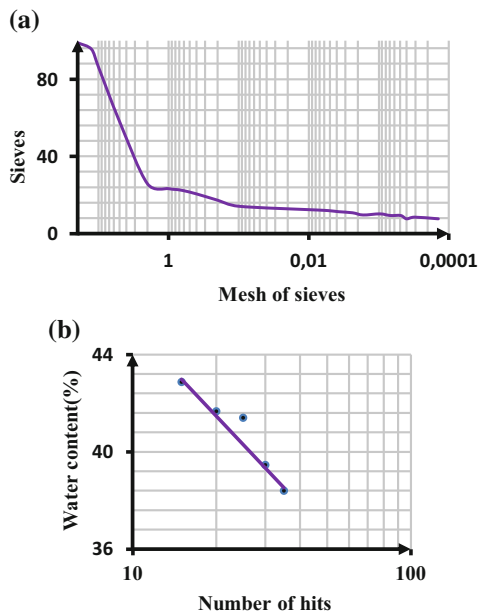 (a)
80
40
0
Sieves
1
0,01
0,0001
Mesh of sieves
(b)
44
40
36
Water content(%)
10
100
Number of hits